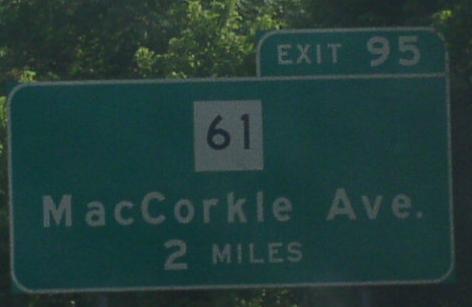 EXIT 95
61
MacCorkle Ave.
2 MILES